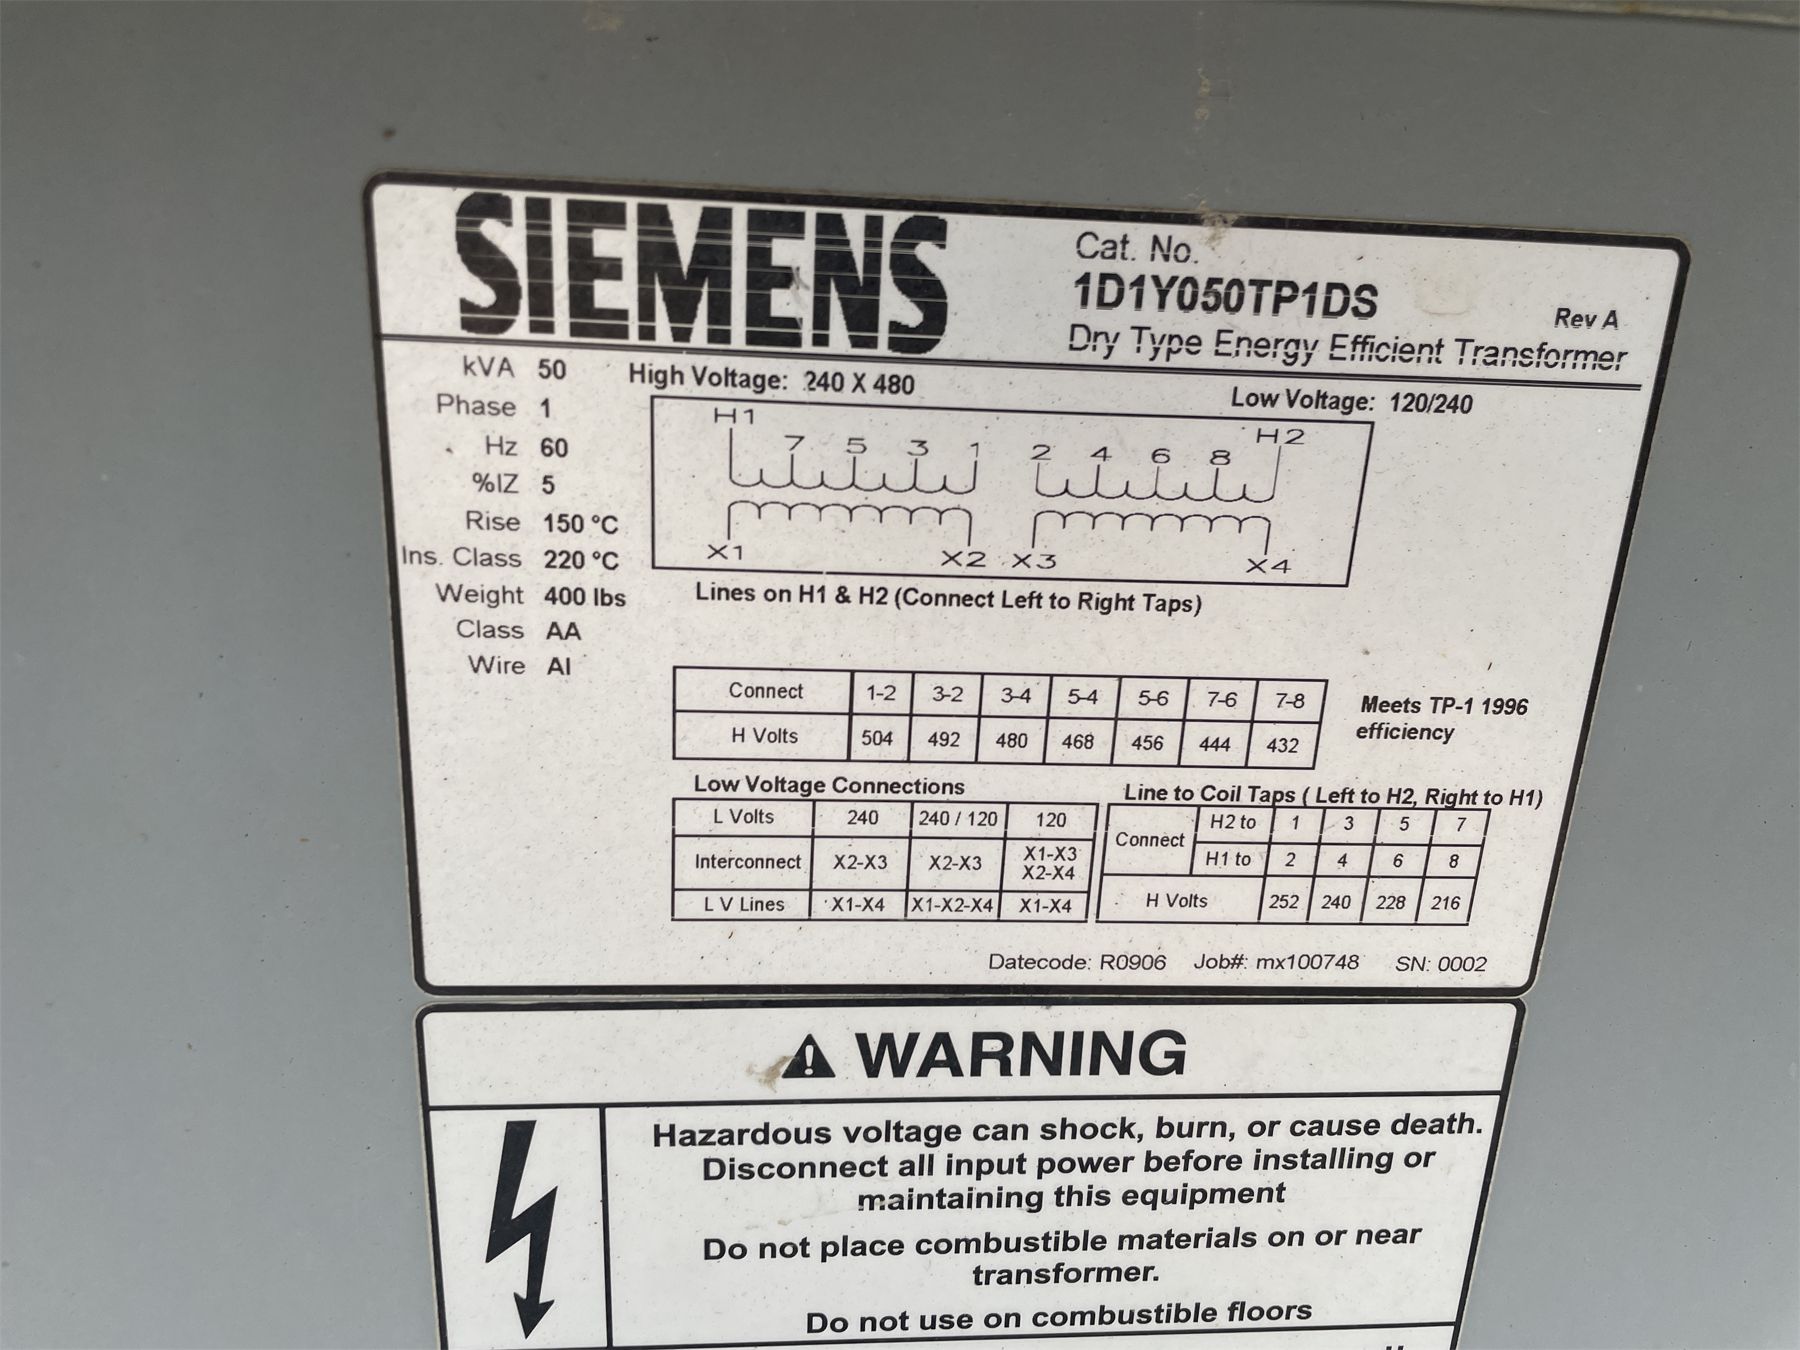 SIEMENS
Cat. No.
1D1Y050TP1DS
Rev A
Dry Type Energy Efficient Transformer
kVA 50
Phase 1
Hz 60
%IZ 5
Rise 150 °C
Ins. Class 220 °C
Weight 400 lbs
Class AA
Wire Al
High Voltage: 240 X 480
Low Voltage: 120/240
H1 7 5 3 1 2 4 6 8 H2
X1 X2 X3 X4
Lines on H1 & H2 (Connect Left to Right Taps)
Connect 1-2 3-2 3-4 5-4 5-6 7-6 7-8
H Volts 504 492 480 468 456 444 432
Meets TP-1 1996
efficiency
Low Voltage Connections
L Volts 240 240 / 120 120
Interconnect X2-X3 X2-X3 X1-X3
X2-X4
L V Lines X1-X4 X1-X2-X4 X1-X4
Line to Coil Taps ( Left to H2, Right to H1)
Connect
H2 to 1 3 5 7
H1 to 2 4 6 8
H Volts 252 240 228 216
Datecode: R0906 Job#: mx100748 SN: 0002
WARNING
Hazardous voltage can shock, burn, or cause death.
Disconnect all input power before installing or
maintaining this equipment
Do not place combustible materials on or near
transformer.
Do not use on combustible floors